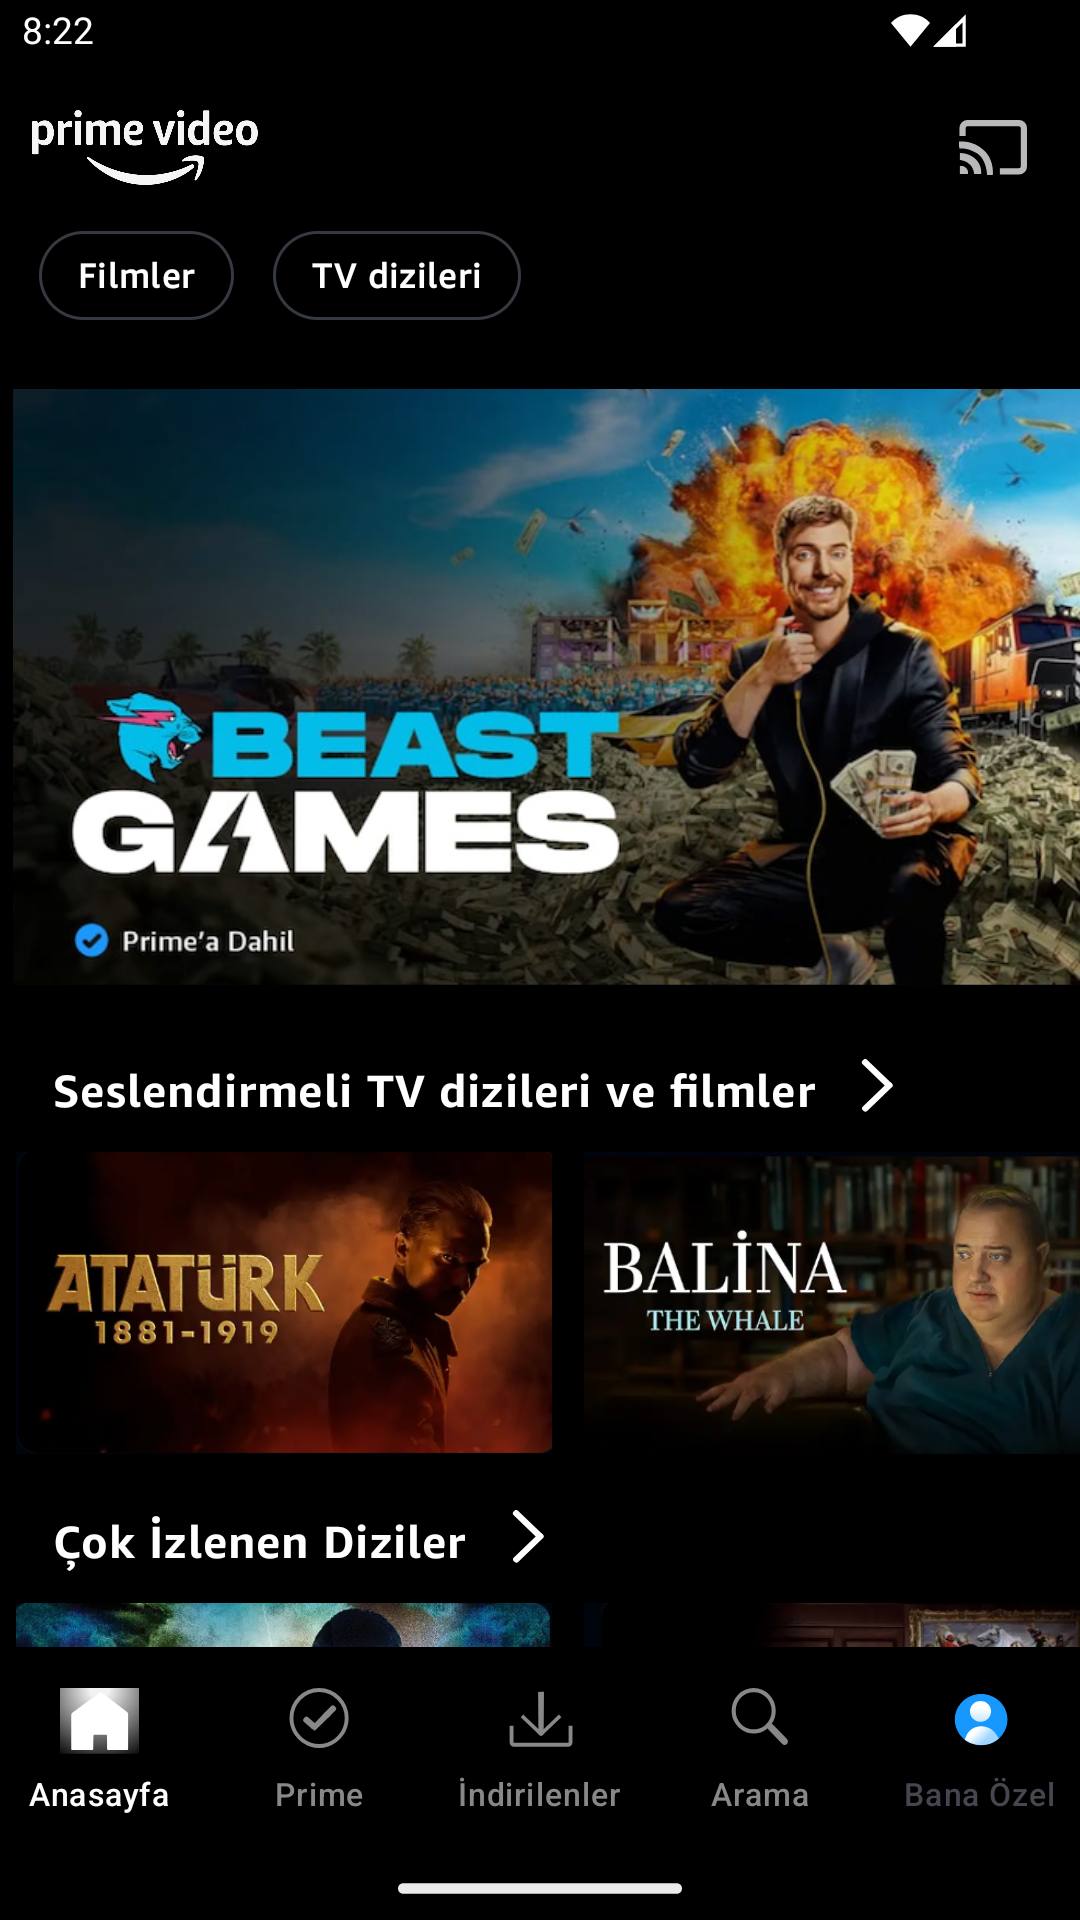 8:22
prime video
Filmler
TV dizileri
BEAST
GAMES
Prime'a Dahil
Seslendirmeli TV dizileri ve filmler
ATATÜRK
1881-1919
BALİNA
THE WHALE
Çok İzlenen Diziler
Anasayfa
Prime
İndirilenler
Arama
Bana Özel